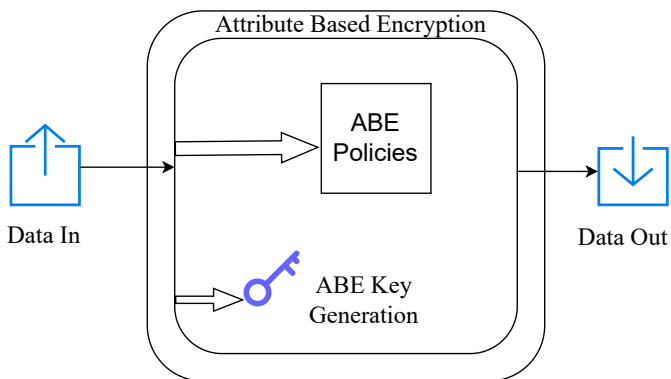 Attribute Based Encryption
ABE
Policies
Data In
Data Out
ABE Key
Generation